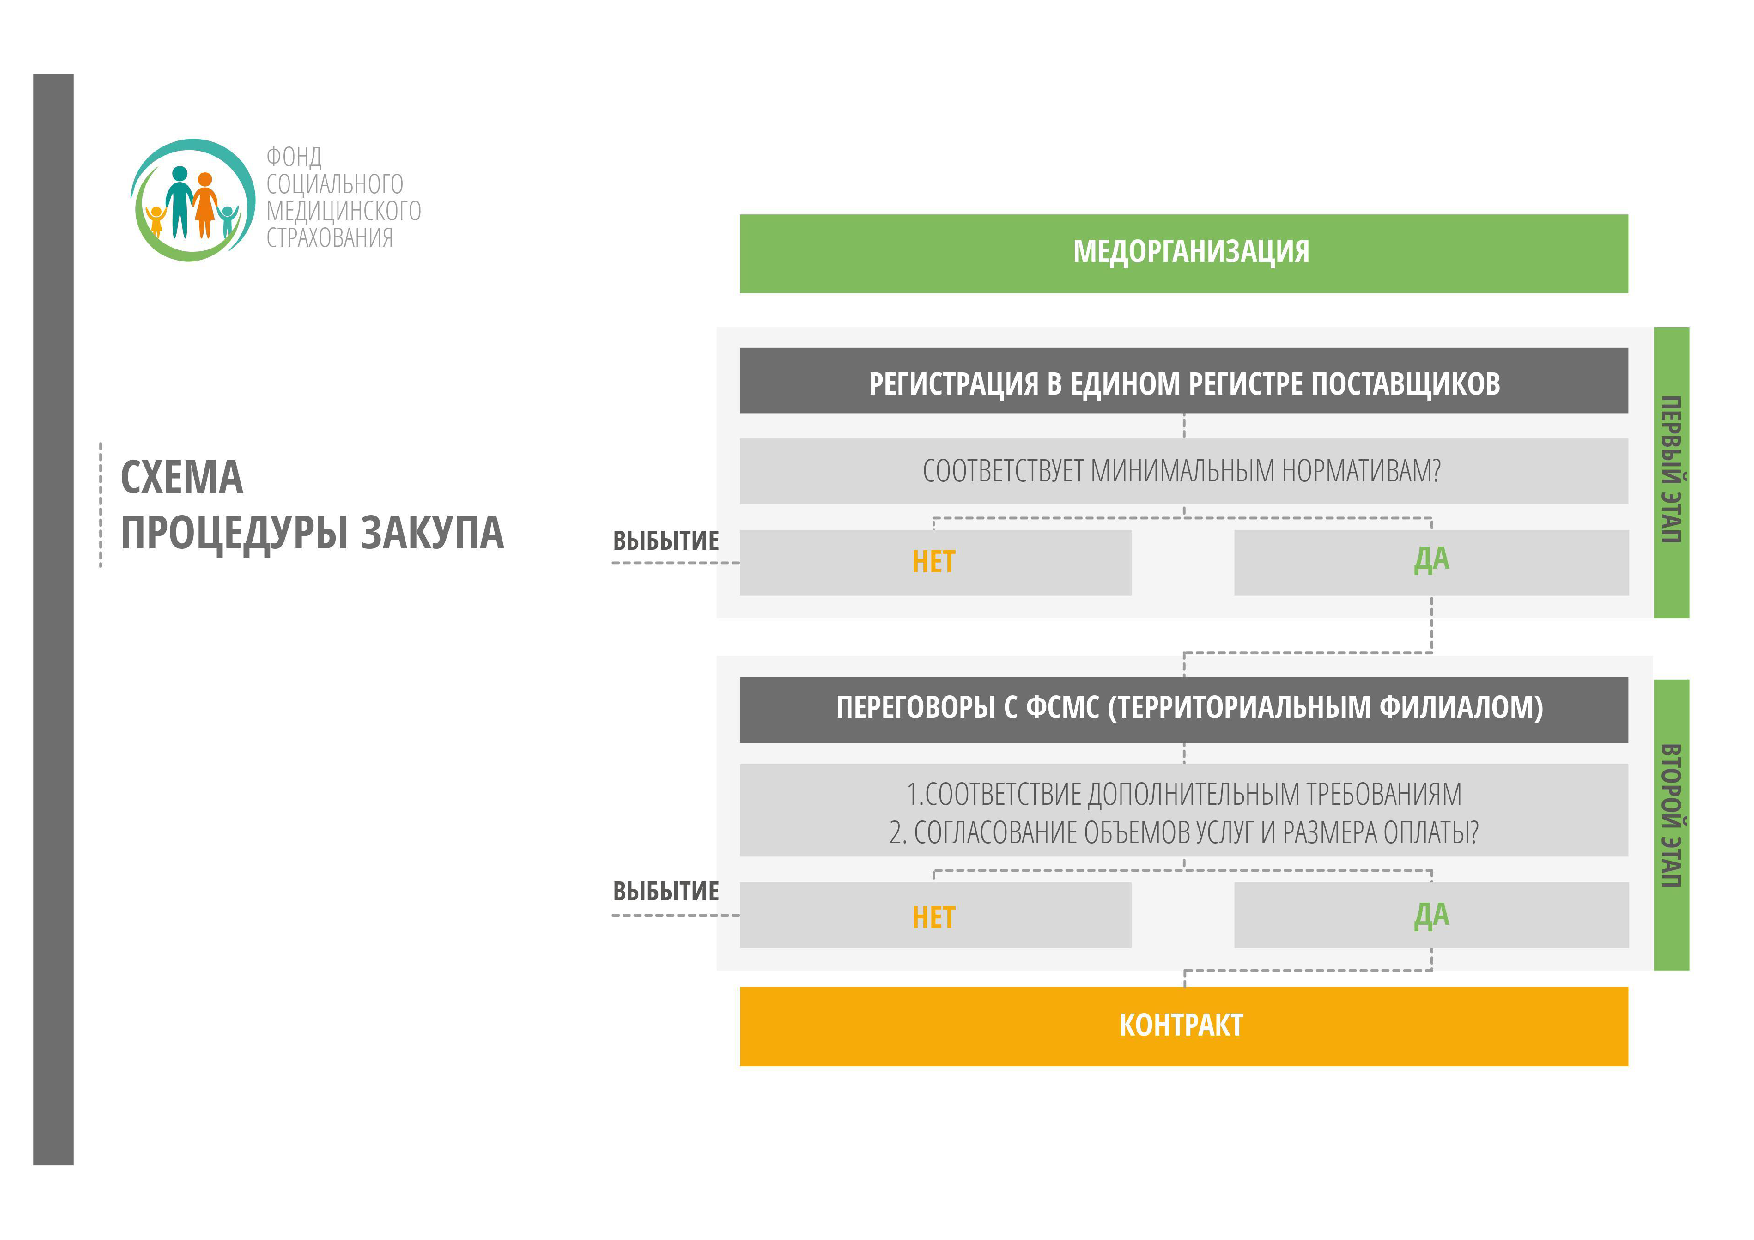 ФОНД
СОЦИАЛЬНОГО
МЕДИЦИНСКОГО
СТРАХОВАНИЯ
СХЕМА
ПРОЦЕДУРЫ ЗАКУПА
МЕДОРГАНИЗАЦИЯ
РЕГИСТРАЦИЯ В ЕДИНОМ РЕГИСТРЕ ПОСТАВЩИКОВ
СООТВЕТСТВУЕТ МИНИМАЛЬНЫМ НОРМАТИВАМ?
ВЫБЫТИЕ
НЕТ
ДА
ПЕРВЫЙ ЭТАП
ПЕРЕГОВОРЫ С ФСМС (ТЕРРИТОРИАЛЬНЫМ ФИЛИАЛОМ)
1.СООТВЕТСТВИЕ ДОПОЛНИТЕЛЬНЫМ ТРЕБОВАНИЯМ
2. СОГЛАСОВАНИЕ ОБЪЕМОВ УСЛУГ И РАЗМЕРА ОПЛАТЫ?
ВЫБЫТИЕ
НЕТ
ДА
ВТОРОЙ ЭТАП
КОНТРАКТ